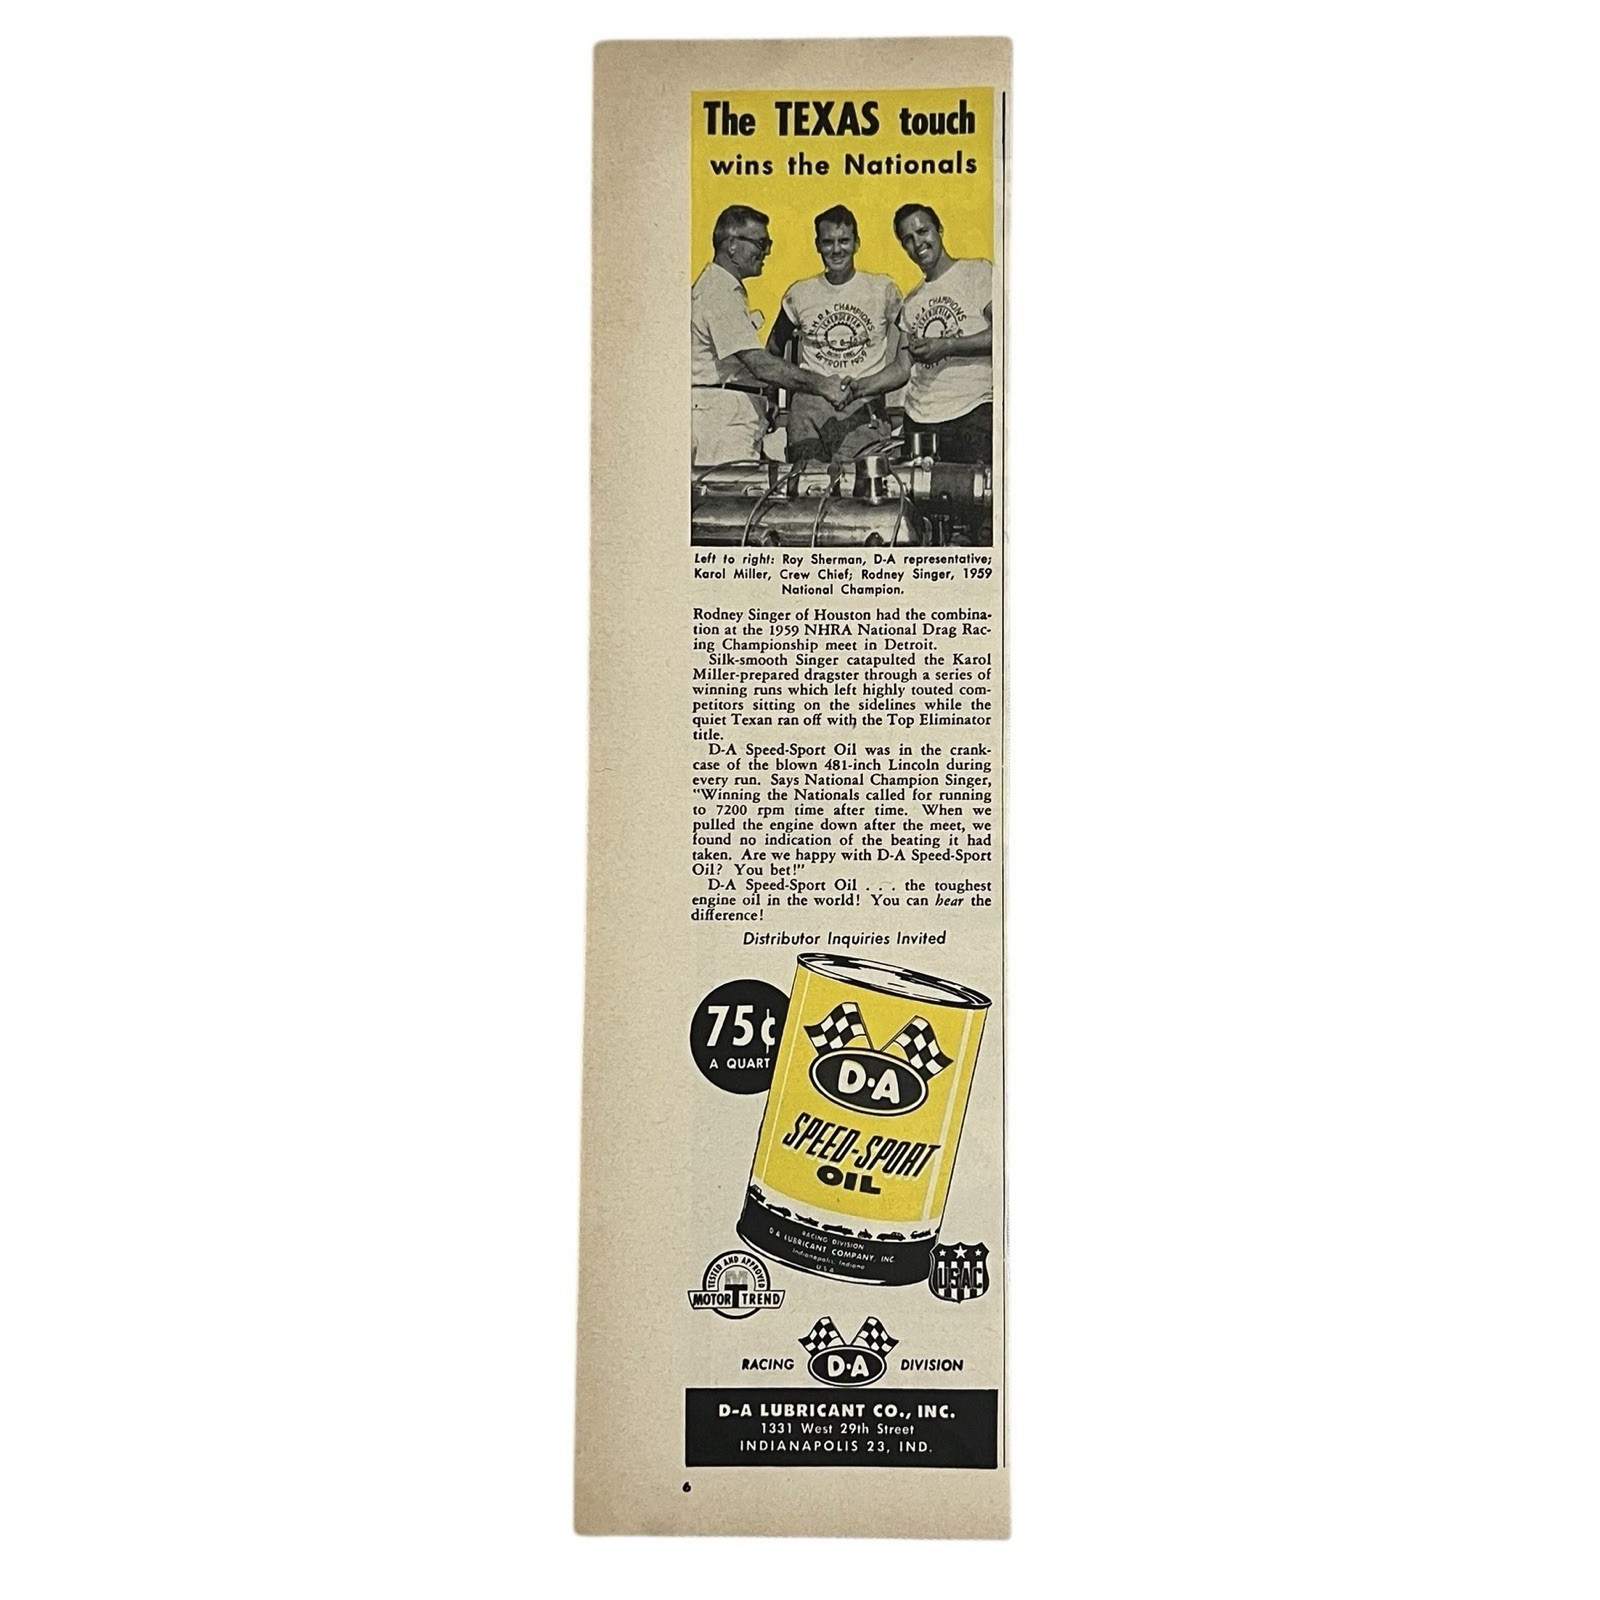 The TEXAS touch
wins the Nationals
N.H.R.A CHAMPIONS
ISKENDERIAN
RACING CAMS
DETROIT 1959
CHAMPIONS
Left to right: Roy Sherman, D-A representative;
Karol Miller, Crew Chief; Rodney Singer, 1959
National Champion.
Rodney Singer of Houston had the combina-
tion at the 1959 NHRA National Drag Rac-
ing Championship meet in Detroit.
Silk-smooth Singer catapulted the Karol
Miller-prepared dragster through a series of
winning runs which left highly touted com-
petitors sitting on the sidelines while the
quiet Texan ran off with the Top Eliminator
title.
D-A Speed-Sport Oil was in the crank-
case of the blown 481-inch Lincoln during
every run. Says National Champion Singer,
"Winning the Nationals called for running
to 7200 rpm time after time. When we
pulled the engine down after the meet, we
found no indication of the beating it had
taken. Are we happy with D-A Speed-Sport
Oil? You bet!"
D-A Speed-Sport Oil . . . the toughest
engine oil in the world! You can hear the
difference!
Distributor Inquiries Invited
75¢
A QUART
D·A
SPEED-SPORT
OIL
RACING DIVISION
D-A LUBRICANT COMPANY, INC.
Indianapolis, Indiana
U S A
TESTED AND APPROVED
MT
MOTOR TREND
USAC
RACING D·A DIVISION
D-A LUBRICANT CO., INC.
1331 West 29th Street
INDIANAPOLIS 23, IND.
6